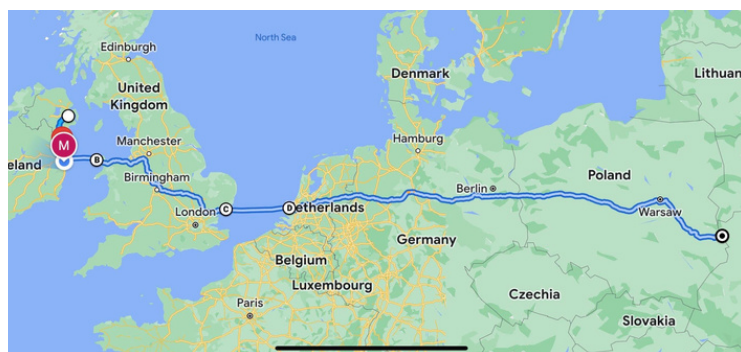 North Sea
Edinburgh
United
Kingdom
Denmark
Lithuan
Manchester
Hamburg
M
B
eland
Birmingham
London
C
D
etherlands
Berlin
Poland
Warsaw
Germany
Belgium
Luxembourg
Paris
Czechia
Slovakia